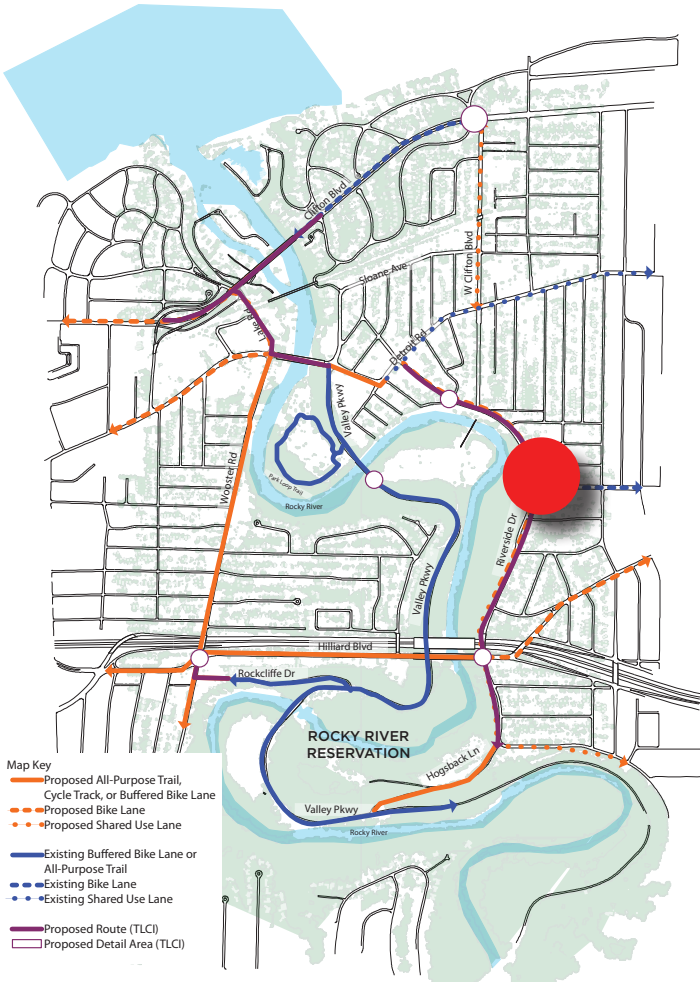 Clifton Blvd
Sloane Ave
W Clifton Blvd
Lake Rd
Detroit Rd
Valley Pkwy
Wooster Rd
Park Loop Trail
Rocky River
Riverside Dr
Valley Pkwy
Hilliard Blvd
Rockcliffe Dr
ROCKY RIVER
RESERVATION
Hogsback Ln
Valley Pkwy
Rocky River
Map Key
Proposed All-Purpose Trail,
Cycle Track, or Buffered Bike Lane
Proposed Bike Lane
Proposed Shared Use Lane
Existing Buffered Bike Lane or
All-Purpose Trail
Existing Bike Lane
Existing Shared Use Lane
Proposed Route (TLCI)
Proposed Detail Area (TLCI)